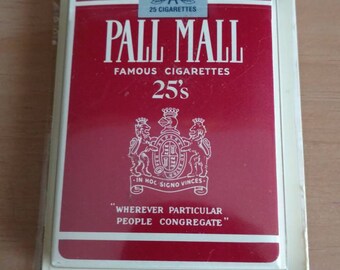 25 CIGARETTES
PALL MALL
FAMOUS CIGARETTES
25's
IN HOC SIGNO VINCES
"WHEREVER PARTICULAR
PEOPLE CONGREGATE"